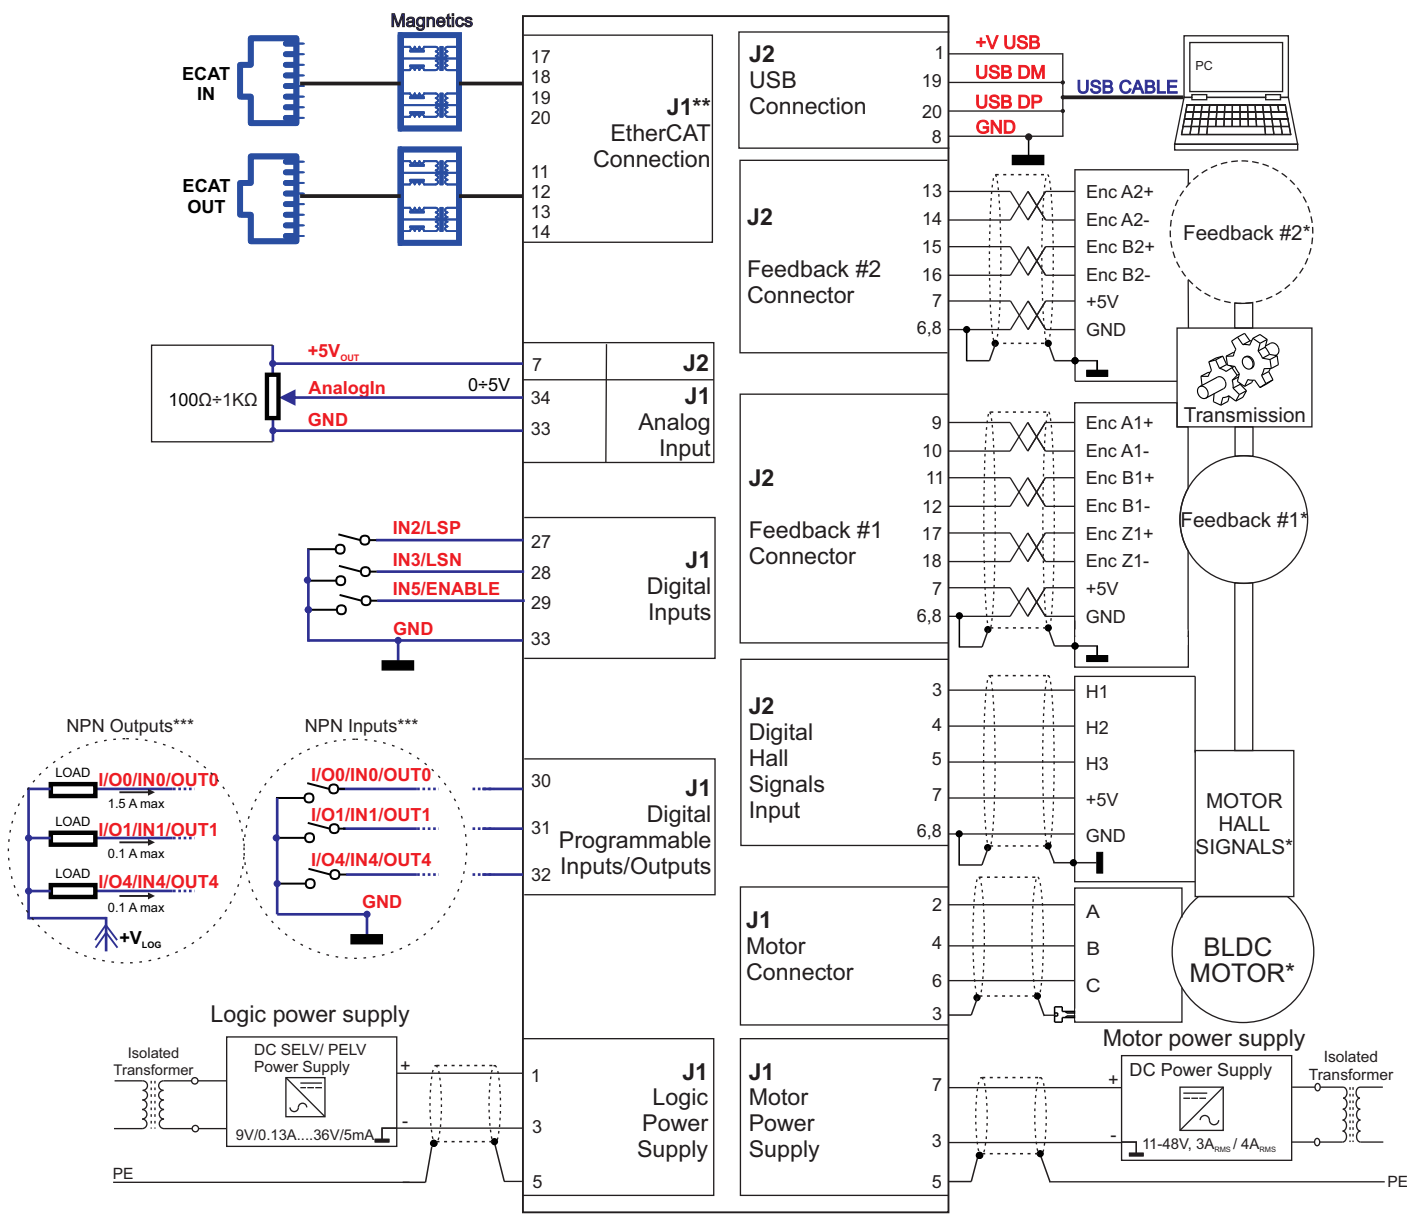 Magnetics
ECAT
IN
17
18
19
20
J1**
EtherCAT
Connection
ECAT
OUT
11
12
13
14
J2
USB
Connection
1
19
20
8
+V USB
USB DM
USB DP
GND
USB CABLE
PC
J2
Feedback #2
Connector
13
14
15
16
7
6,8
Enc A2+
Enc A2-
Enc B2+
Enc B2-
+5V
GND
Feedback #2*
Transmission
100Ω÷1KΩ
+5VOUT
AnalogIn
0÷5V
GND
7
34
33
J2
J1
Analog
Input
J2
Feedback #1
Connector
9
10
11
12
17
18
7
6,8
Enc A1+
Enc A1-
Enc B1+
Enc B1-
Enc Z1+
Enc Z1-
+5V
GND
Feedback #1*
IN2/LSP
IN3/LSN
IN5/ENABLE
GND
27
28
29
33
J1
Digital
Inputs
J2
Digital
Hall
Signals
Input
3
4
5
7
6,8
H1
H2
H3
+5V
GND
MOTOR
HALL
SIGNALS*
NPN Outputs***
LOAD
I/O0/IN0/OUT0
1.5 A max
LOAD
I/O1/IN1/OUT1
0.1 A max
LOAD
I/O4/IN4/OUT4
0.1 A max
+VLOG
NPN Inputs***
I/O0/IN0/OUT0
I/O1/IN1/OUT1
I/O4/IN4/OUT4
GND
30
31
32
J1
Digital
Programmable
Inputs/Outputs
J1
Motor
Connector
2
4
6
3
A
B
C
BLDC
MOTOR*
Logic power supply
Isolated
Transformer
DC SELV/ PELV
Power Supply
9V/0.13A....36V/5mA
+
-
PE
1
3
5
J1
Logic
Power
Supply
J1
Motor
Power
Supply
7
3
5
Motor power supply
+
-
DC Power Supply
11-48V, 3ARMS / 4ARMS
Isolated
Transformer
PE